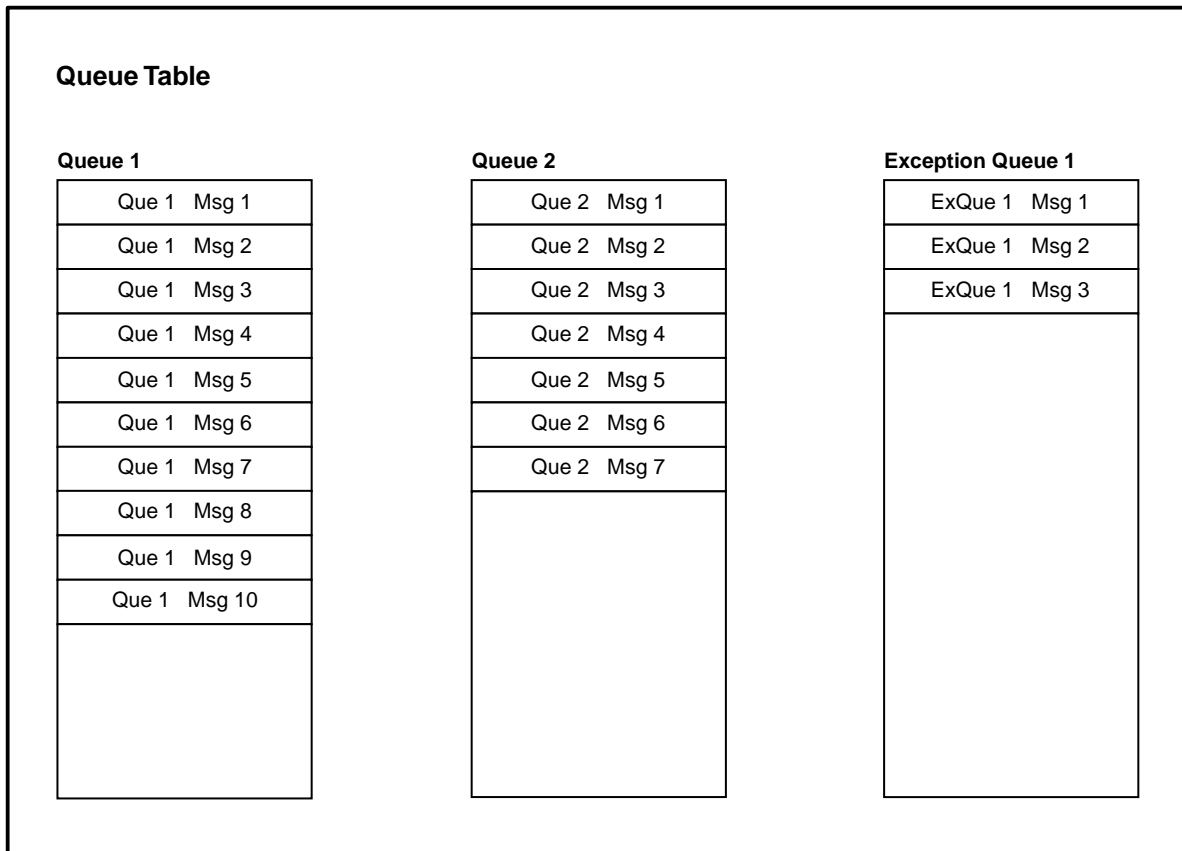 Queue Table
Queue 1
Que 1 Msg 1
Que 1 Msg 2
Que 1 Msg 3
Que 1 Msg 4
Que 1 Msg 5
Que 1 Msg 6
Que 1 Msg 7
Que 1 Msg 8
Que 1 Msg 9
Que 1 Msg 10
Queue 2
Que 2 Msg 1
Que 2 Msg 2
Que 2 Msg 3
Que 2 Msg 4
Que 2 Msg 5
Que 2 Msg 6
Que 2 Msg 7
Exception Queue 1
ExQue 1 Msg 1
ExQue 1 Msg 2
ExQue 1 Msg 3